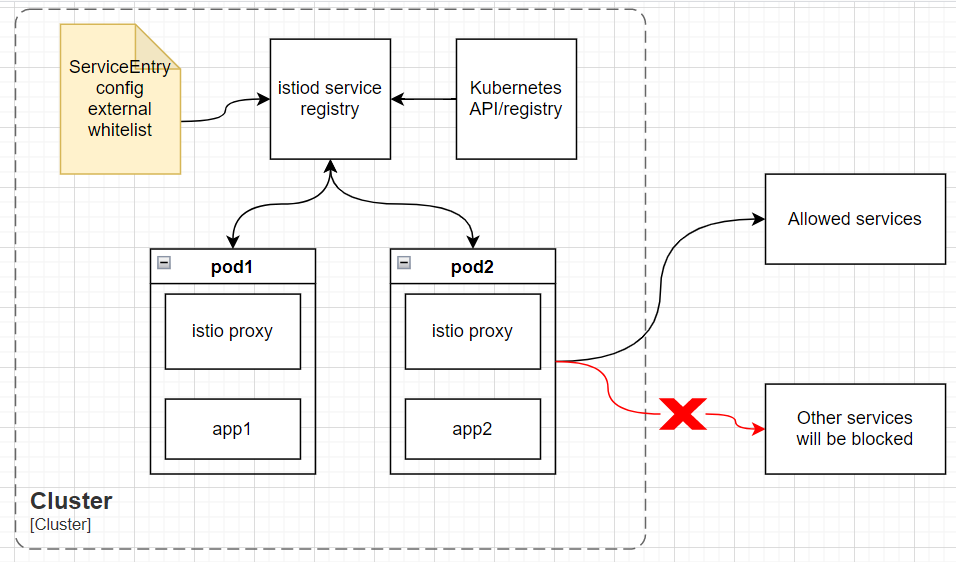 ServiceEntry
config
external
whitelist
istiod service
registry
Kubernetes
API/registry
Allowed services
pod1
pod2
istio proxy
istio proxy
app1
app2
Other services
will be blocked
Cluster
[Cluster]